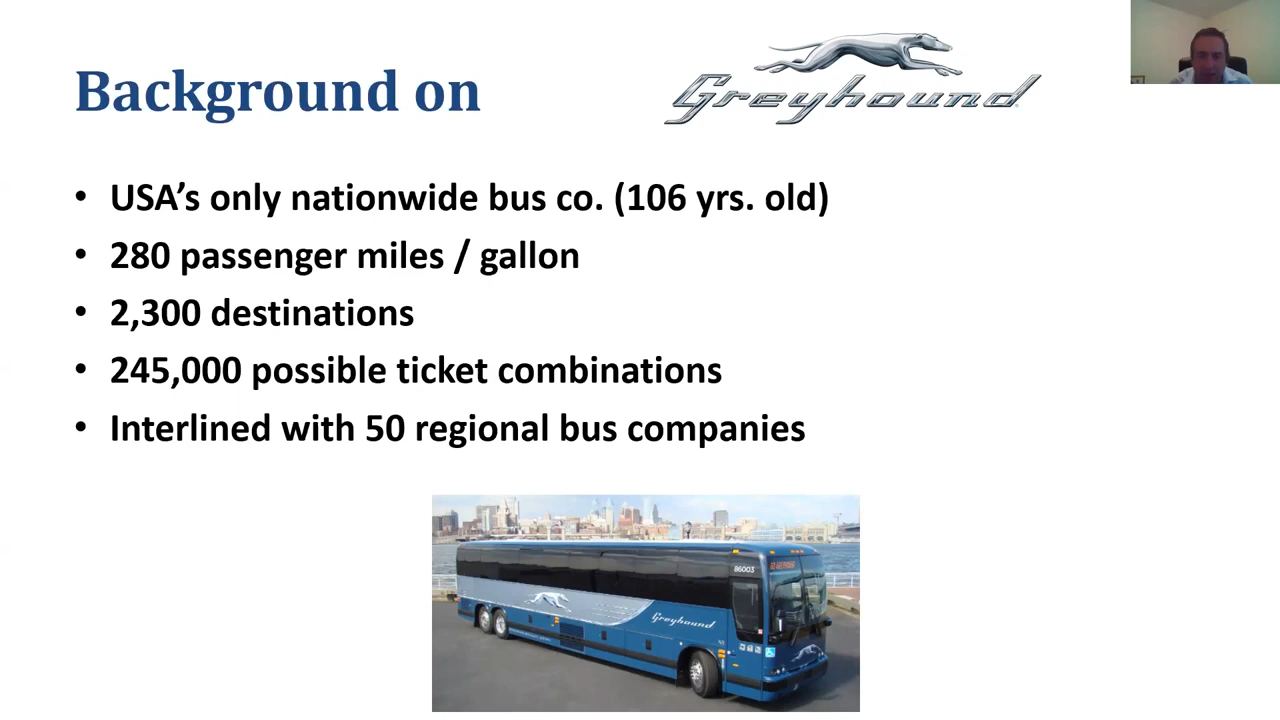 Background on
Greyhound
• USA’s only nationwide bus co. (106 yrs. old)
• 280 passenger miles / gallon
• 2,300 destinations
• 245,000 possible ticket combinations
• Interlined with 50 regional bus companies
86003
Greyhound